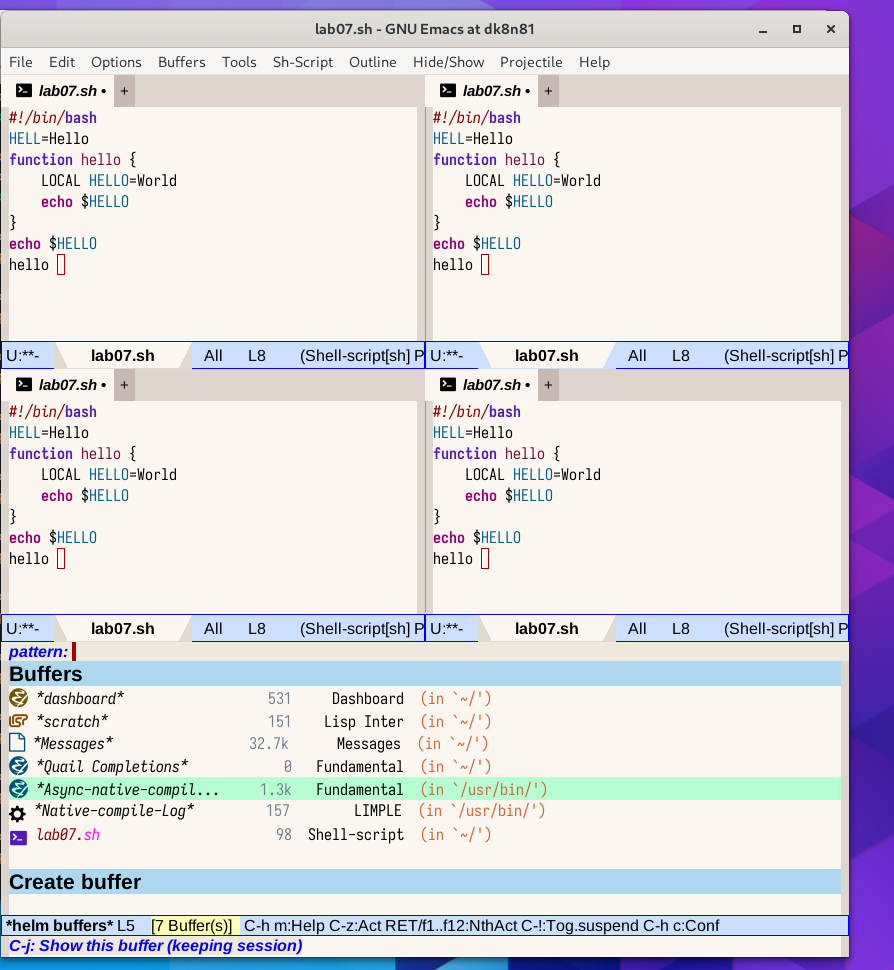 lab07.sh - GNU Emacs at dk8n81
File Edit Options Buffers Tools Sh-Script Outline Hide/Show Projectile Help
lab07.sh • +
#!/bin/bash
HELL=Hello
function hello {
LOCAL HELLO=World
echo $HELLO
}
echo $HELLO
hello
U:**- lab07.sh All L8 (Shell-script[sh] P
lab07.sh • +
#!/bin/bash
HELL=Hello
function hello {
LOCAL HELLO=World
echo $HELLO
}
echo $HELLO
hello
U:**- lab07.sh All L8 (Shell-script[sh] P
lab07.sh • +
#!/bin/bash
HELL=Hello
function hello {
LOCAL HELLO=World
echo $HELLO
}
echo $HELLO
hello
U:**- lab07.sh All L8 (Shell-script[sh] P
lab07.sh • +
#!/bin/bash
HELL=Hello
function hello {
LOCAL HELLO=World
echo $HELLO
}
echo $HELLO
hello
U:**- lab07.sh All L8 (Shell-script[sh] P
pattern:
Buffers
*dashboard* 531 Dashboard (in `~/')
*scratch* 151 Lisp Inter (in `~/')
*Messages* 32.7k Messages (in `~/')
*Quail Completions* 0 Fundamental (in `~/')
*Async-native-compil... 1.3k Fundamental (in `/usr/bin/')
*Native-compile-Log* 157 LIMPLE (in `/usr/bin/')
lab07.sh 98 Shell-script (in `~/')
Create buffer
*helm buffers* L5 [7 Buffer(s)] C-h m:Help C-z:Act RET/f1..f12:NthAct C-!:Tog.suspend C-h c:Conf
C-j: Show this buffer (keeping session)